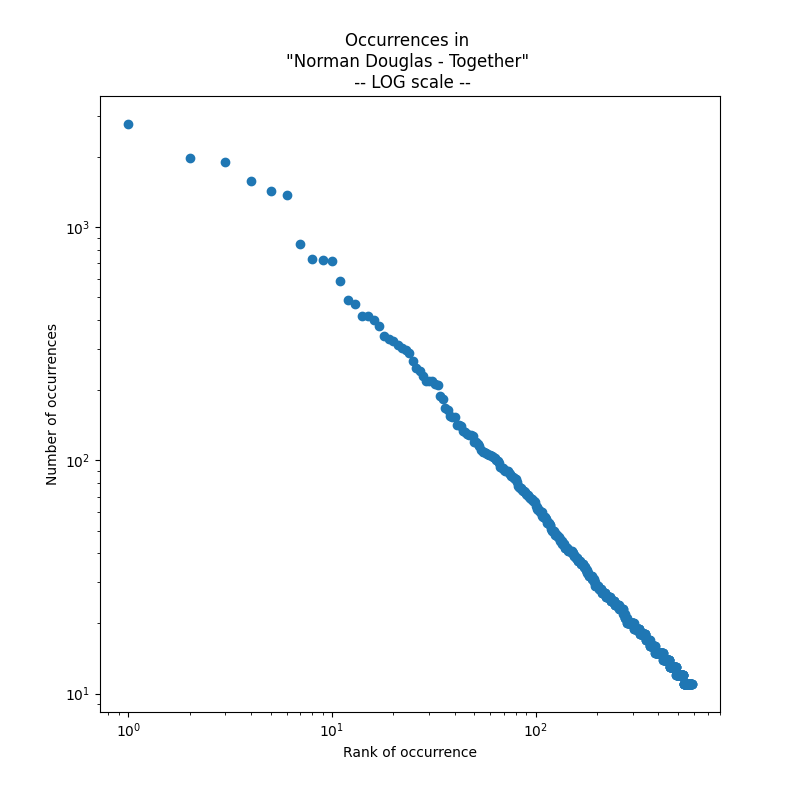 Occurrences in
"Norman Douglas - Together"
-- LOG scale --
Number of occurrences
10³
10²
10¹
10⁰ 10¹ 10²
Rank of occurrence